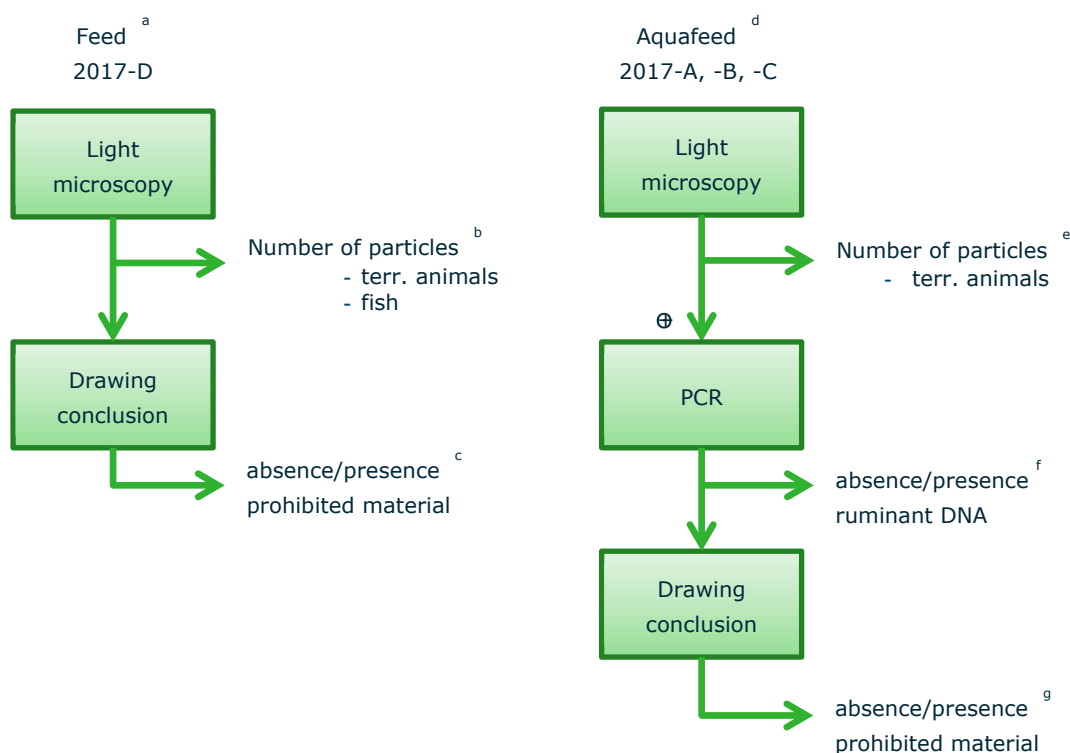 Feed a
2017-D
Light
microscopy
Number of particles b
- terr. animals
- fish
Drawing
conclusion
absence/presence c
prohibited material
Aquafeed d
2017-A, -B, -C
Light
microscopy
Number of particles e
- terr. animals
⊕
PCR
absence/presence f
ruminant DNA
Drawing
conclusion
absence/presence g
prohibited material